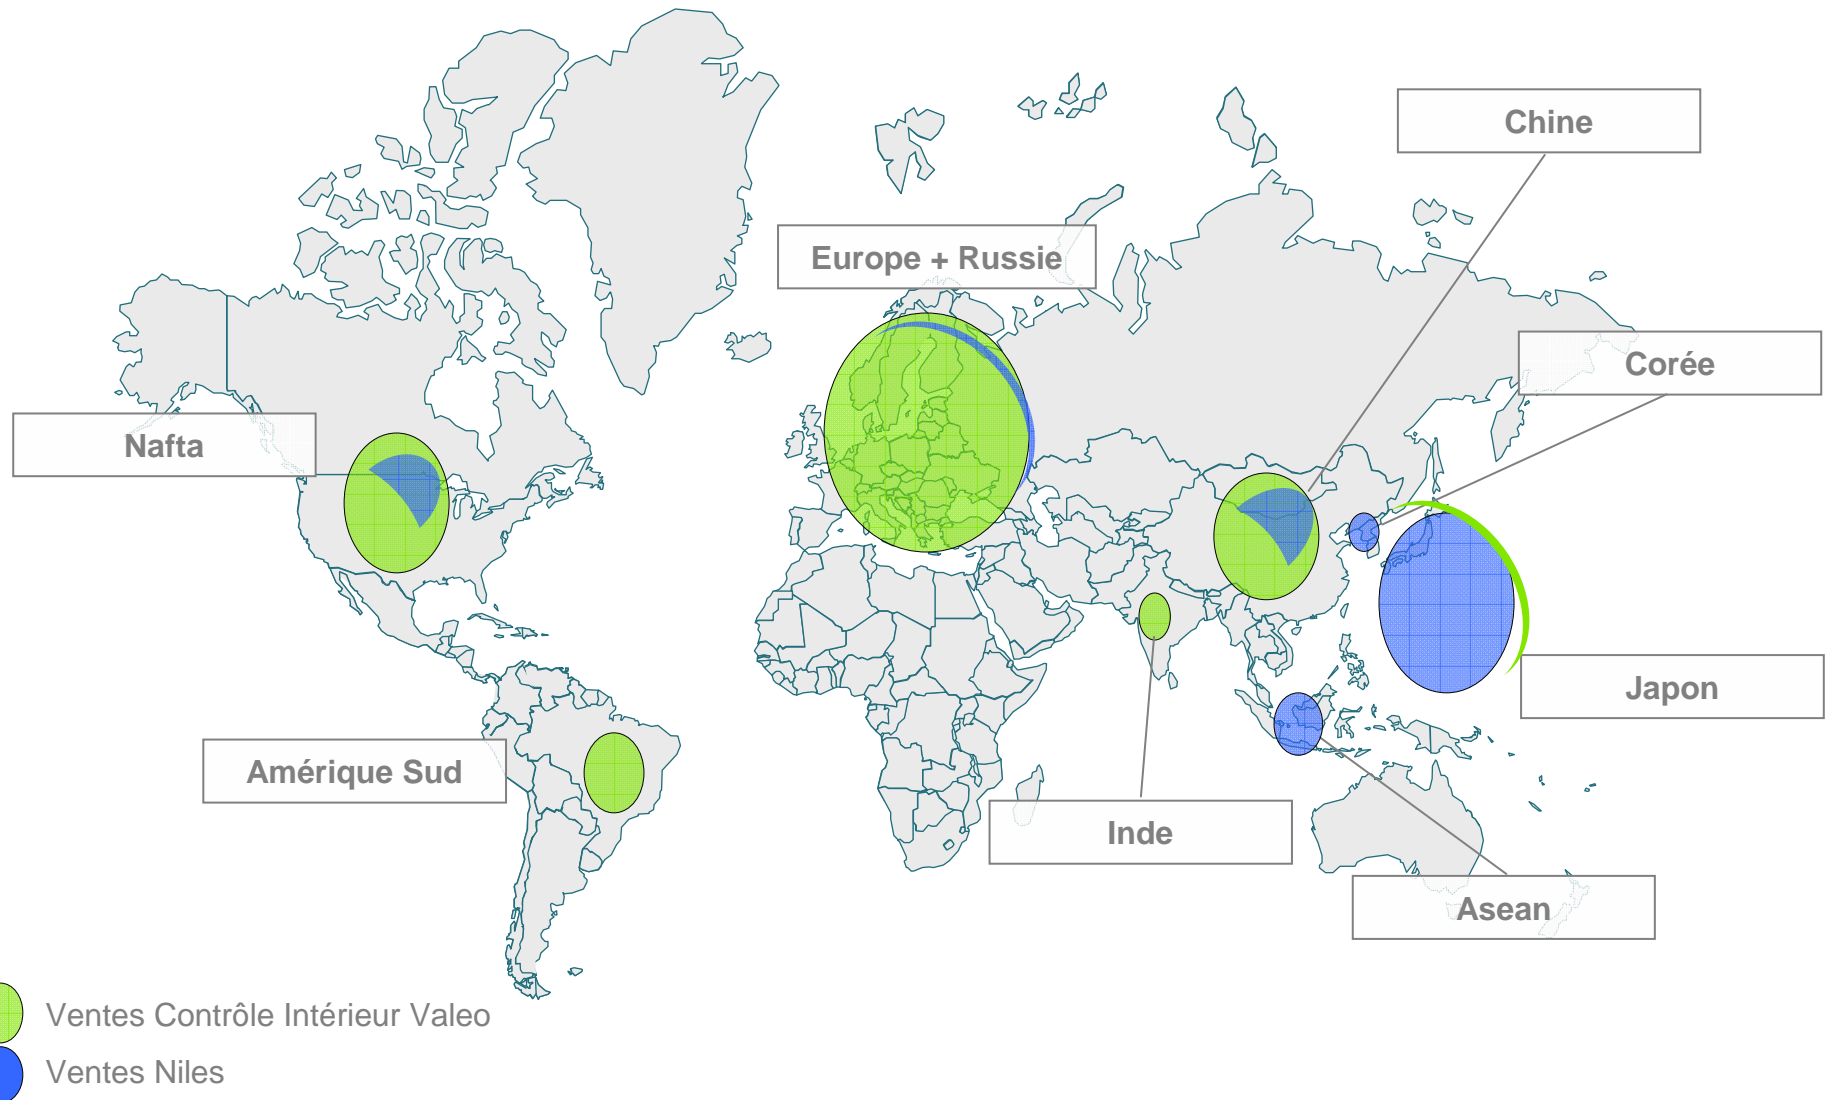 Chine
Europe + Russie
Corée
Nafta
Japon
Amérique Sud
Inde
Asean
Ventes Contrôle Intérieur Valeo
Ventes Niles